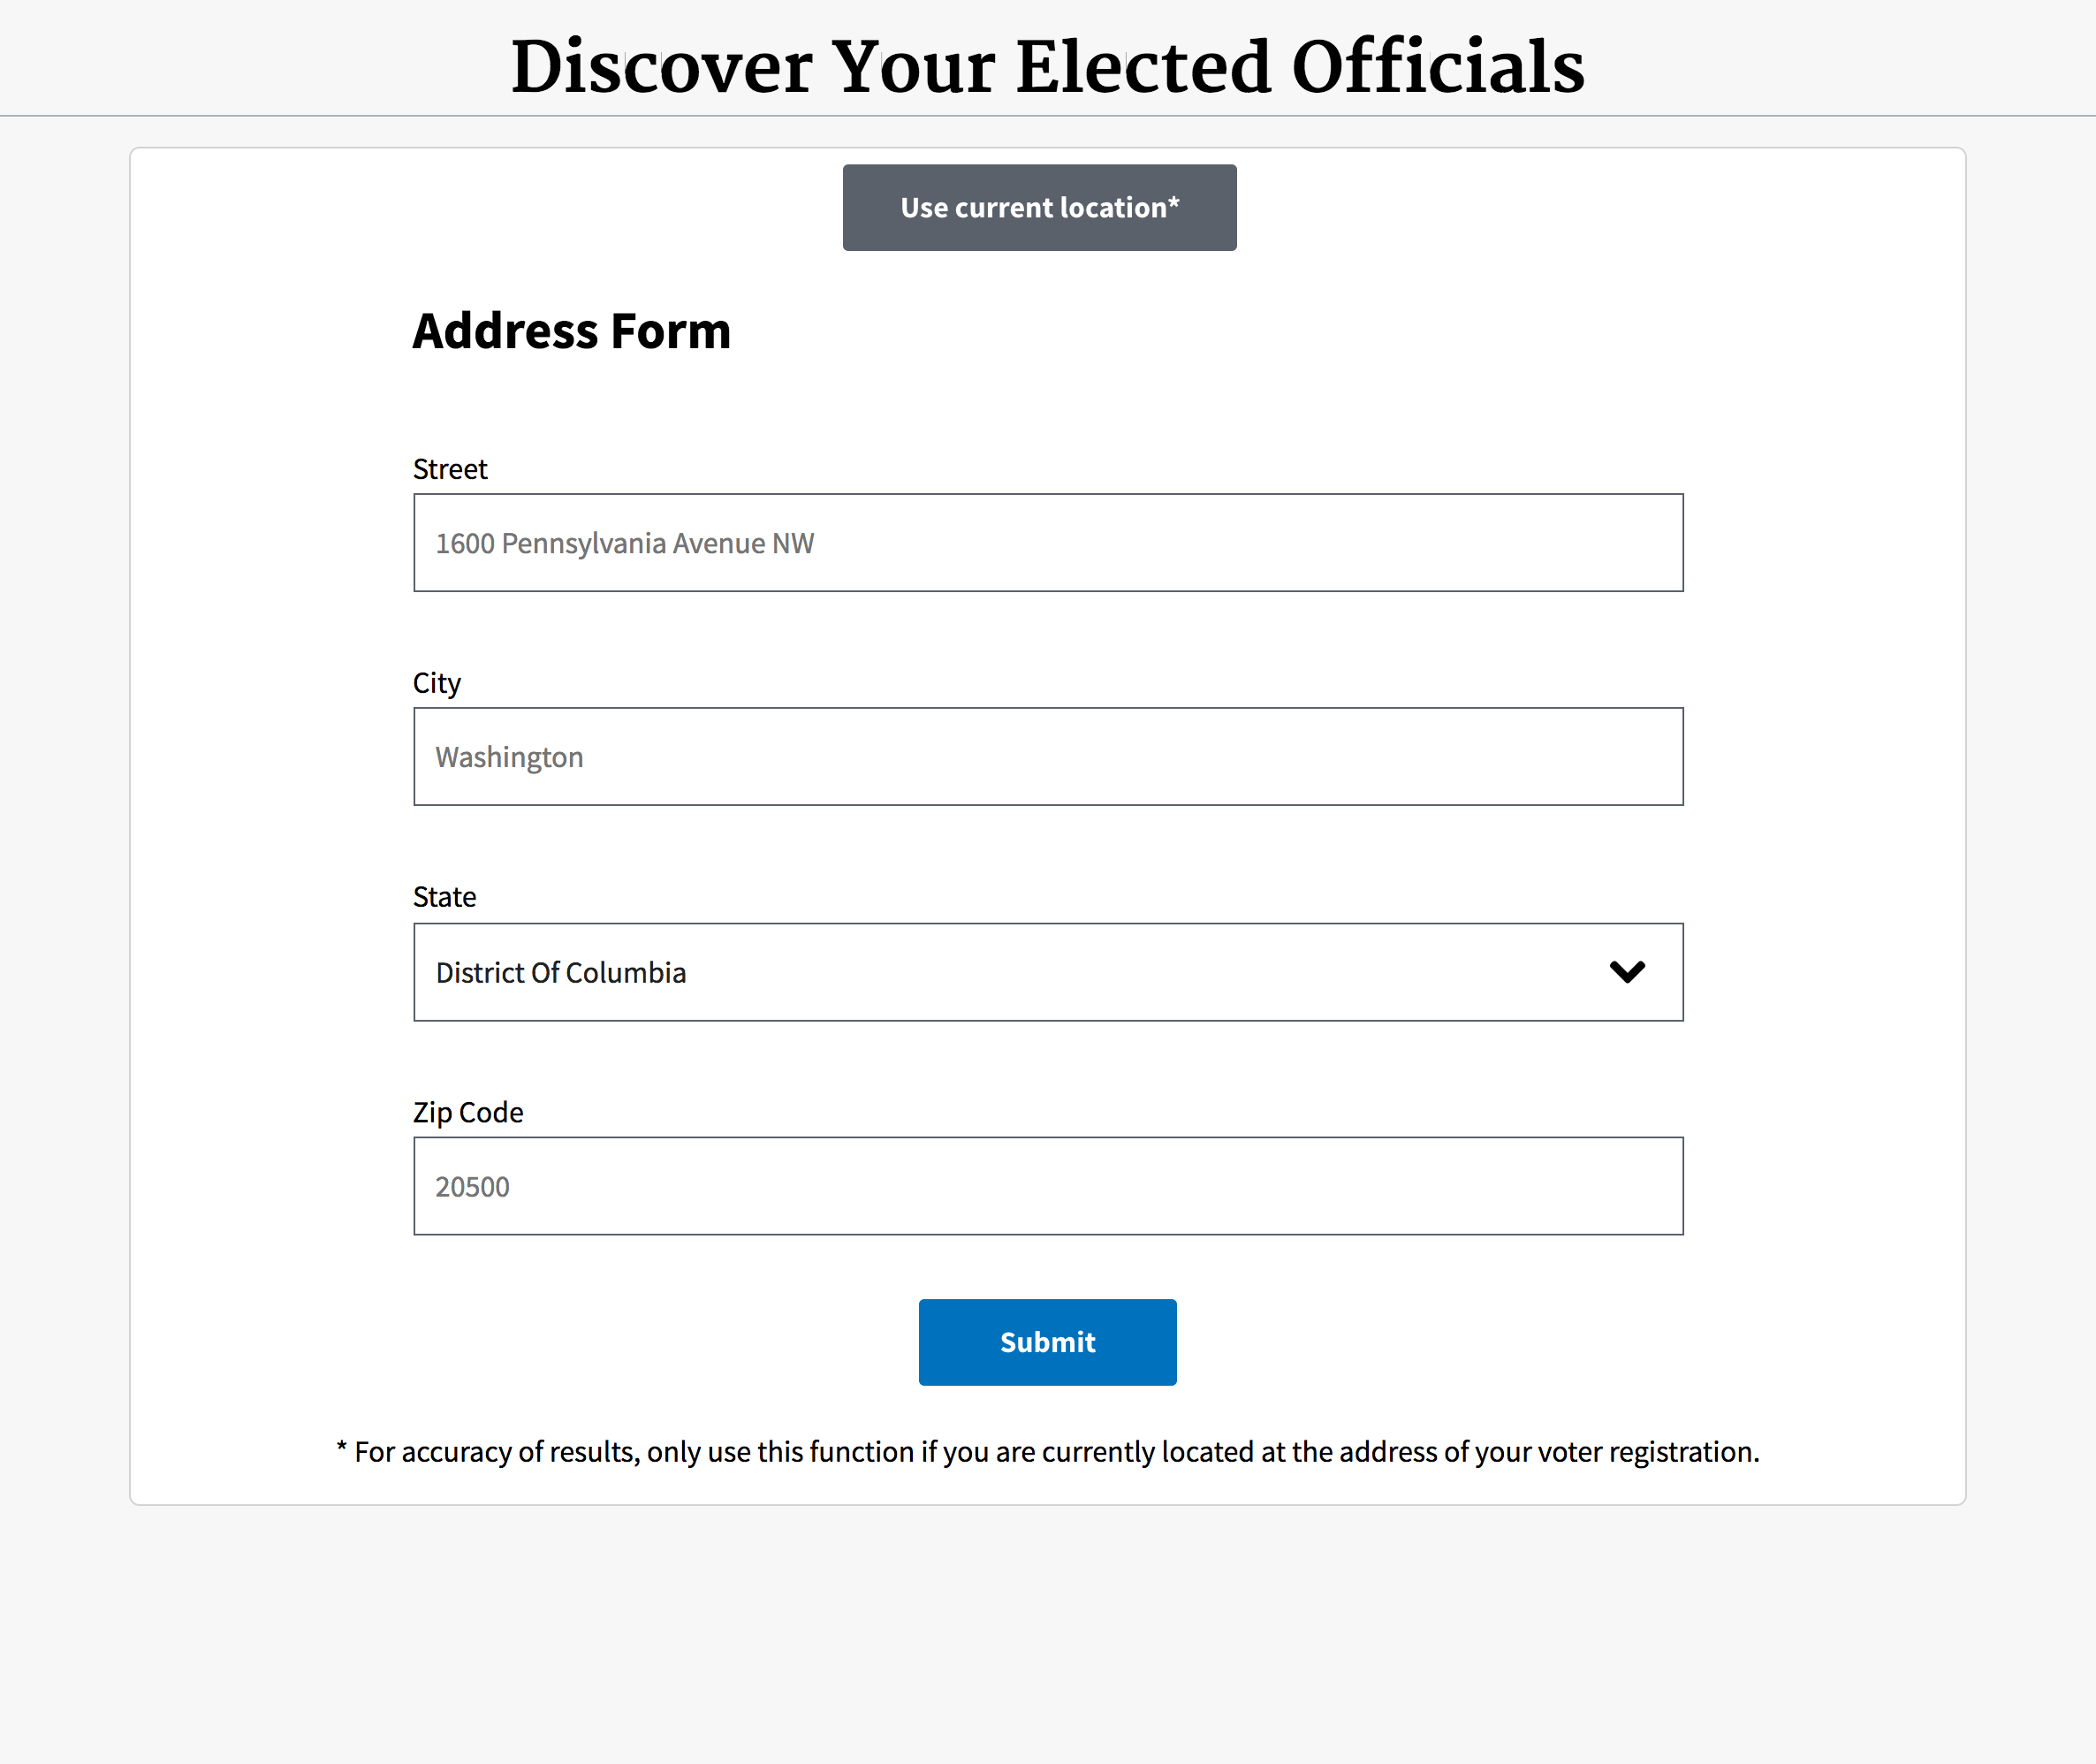 Discover Your Elected Officials
Use current location*
Address Form
Street
1600 Pennsylvania Avenue NW
City
Washington
State
District Of Columbia
Zip Code
20500
Submit
* For accuracy of results, only use this function if you are currently located at the address of your voter registration.